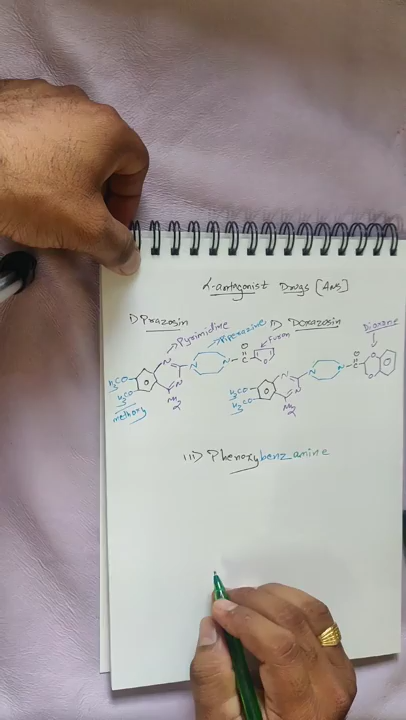 α-antagonist Drugs [ANS]
I) Prazosin
II) Doxazosin
Dioxane
→Pyrimidine
→Piperazine
Furan
N
N
N
N
O
C
O
H3CO
H3CO
NH2
methoxy
N
N
N
N
O
C
O
O
H3CO
H3CO
NH2
III) Phenoxybenzamine